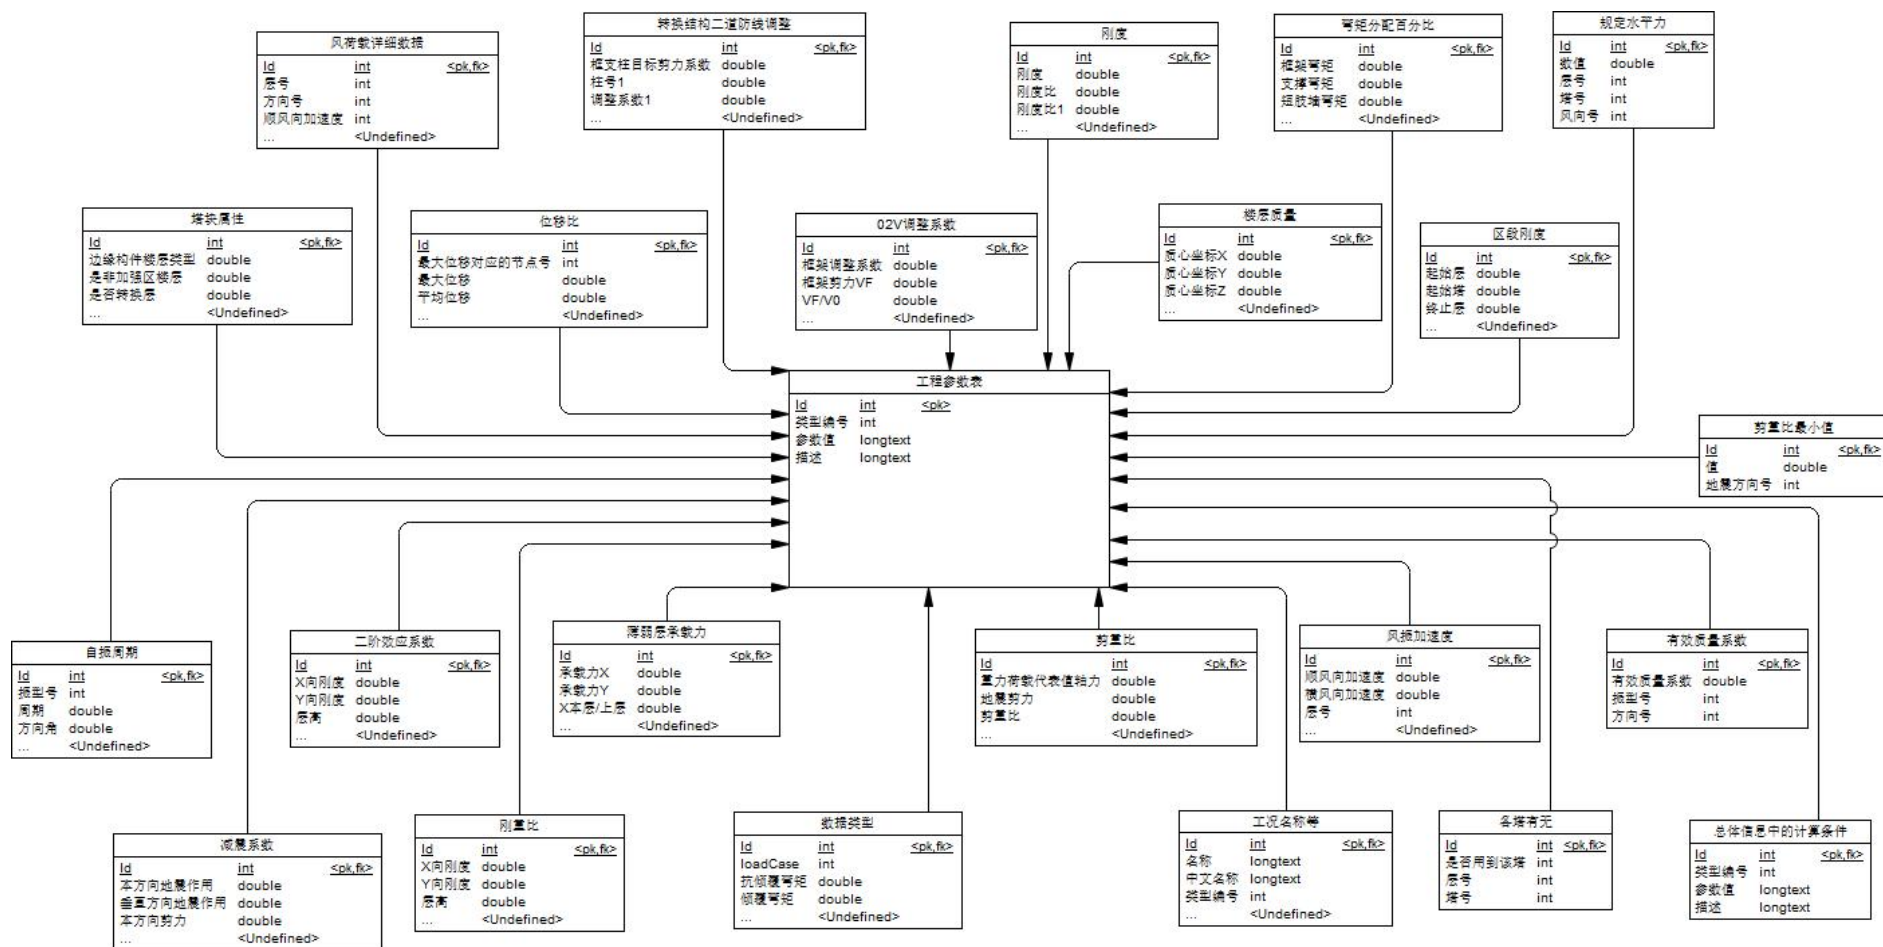 风荷载详细数据
Id int <pk,fk>
层号 int
方向号 int
顺风向加速度 int
... <Undefined>
转换结构二道防线调整
Id int <pk,fk>
框支柱目标剪力系数 double
柱号1 double
调整系数1 double
... <Undefined>
刚度
Id int <pk,fk>
刚度 double
刚度比 double
刚度比1 double
... <Undefined>
弯矩分配百分比
Id int <pk,fk>
框架弯矩 double
支撑弯矩 double
短肢墙弯矩 double
... <Undefined>
规定水平力
Id int <pk,fk>
数值 double
层号 int
塔号 int
风向号 int
塔块属性
Id int <pk,fk>
边缘构件楼层类型 double
是非加强区楼层 double
是否转换层 double
... <Undefined>
位移比
Id int <pk,fk>
最大位移对应的节点号 int
最大位移 double
平均位移 double
... <Undefined>
02V调整系数
Id int <pk,fk>
框架调整系数 double
框架剪力VF double
VF/V0 double
... <Undefined>
楼层质量
Id int <pk,fk>
质心坐标X double
质心坐标Y double
质心坐标Z double
... <Undefined>
区段刚度
Id int <pk,fk>
起始层 double
起始塔 double
终止层 double
... <Undefined>
工程参数表
Id int <pk>
类型编号 int
参数值 longtext
描述 longtext
剪重比最小值
Id int <pk,fk>
值 double
地震方向号 int
自振周期
Id int <pk,fk>
振型号 int
周期 double
方向角 double
... <Undefined>
二阶效应系数
Id int <pk,fk>
X向刚度 double
Y向刚度 double
层高 double
... <Undefined>
薄弱层承载力
Id int <pk,fk>
承载力X double
承载力Y double
X本层/上层 double
... <Undefined>
剪重比
Id int <pk,fk>
重力荷载代表值轴力 double
地震剪力 double
剪重比 double
... <Undefined>
风振加速度
Id int <pk,fk>
顺风向加速度 double
横风向加速度 double
层号 int
... <Undefined>
有效质量系数
Id int <pk,fk>
有效质量系数 double
振型号 int
方向号 int
减震系数
Id int <pk,fk>
本方向地震作用 double
垂直方向地震作用 double
本方向剪力 double
... <Undefined>
刚重比
Id int <pk,fk>
X向刚度 double
Y向刚度 double
层高 double
... <Undefined>
数据类型
Id int <pk,fk>
loadCase int
抗倾覆弯矩 double
倾覆弯矩 double
... <Undefined>
工况名称等
Id int <pk,fk>
名称 longtext
中文名称 longtext
类型编号 int
... <Undefined>
各塔有无
Id int <pk,fk>
是否用到该塔 int
层号 int
塔号 int
总体信息中的计算条件
Id int <pk,fk>
类型编号 int
参数值 longtext
描述 longtext